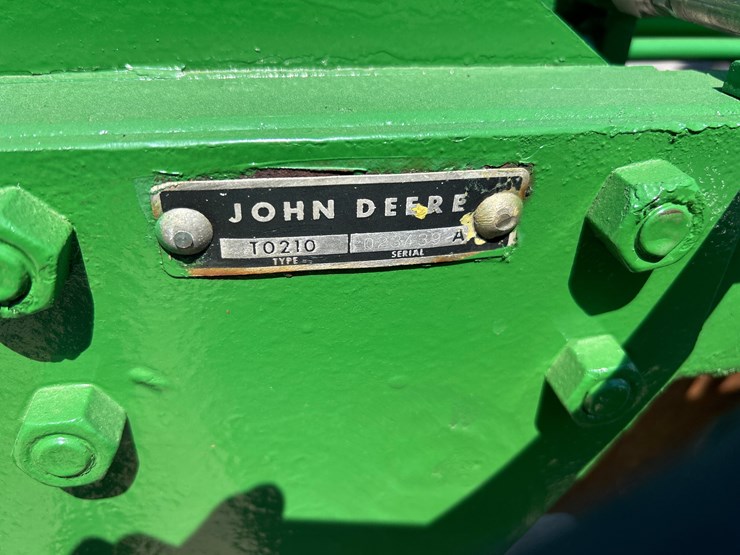 JOHN DEERE
T0210 A
TYPE SERIAL